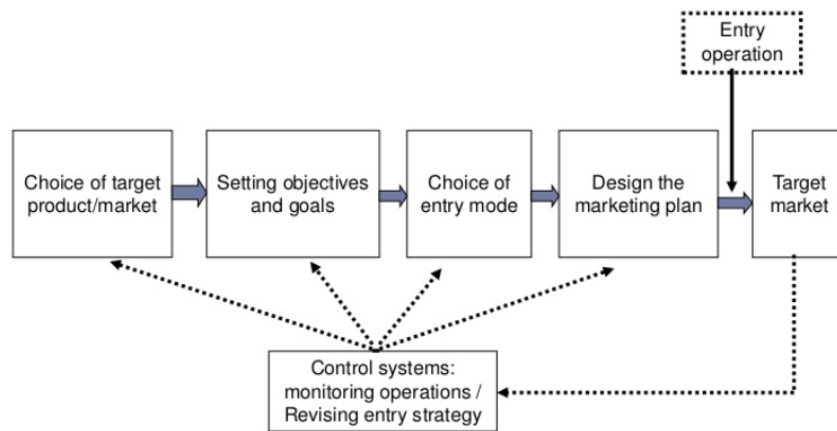 Entry
operation
Choice of target
product/market
Setting objectives
and goals
Choice of
entry mode
Design the
marketing plan
Target
market
Control systems:
monitoring operations /
Revising entry strategy